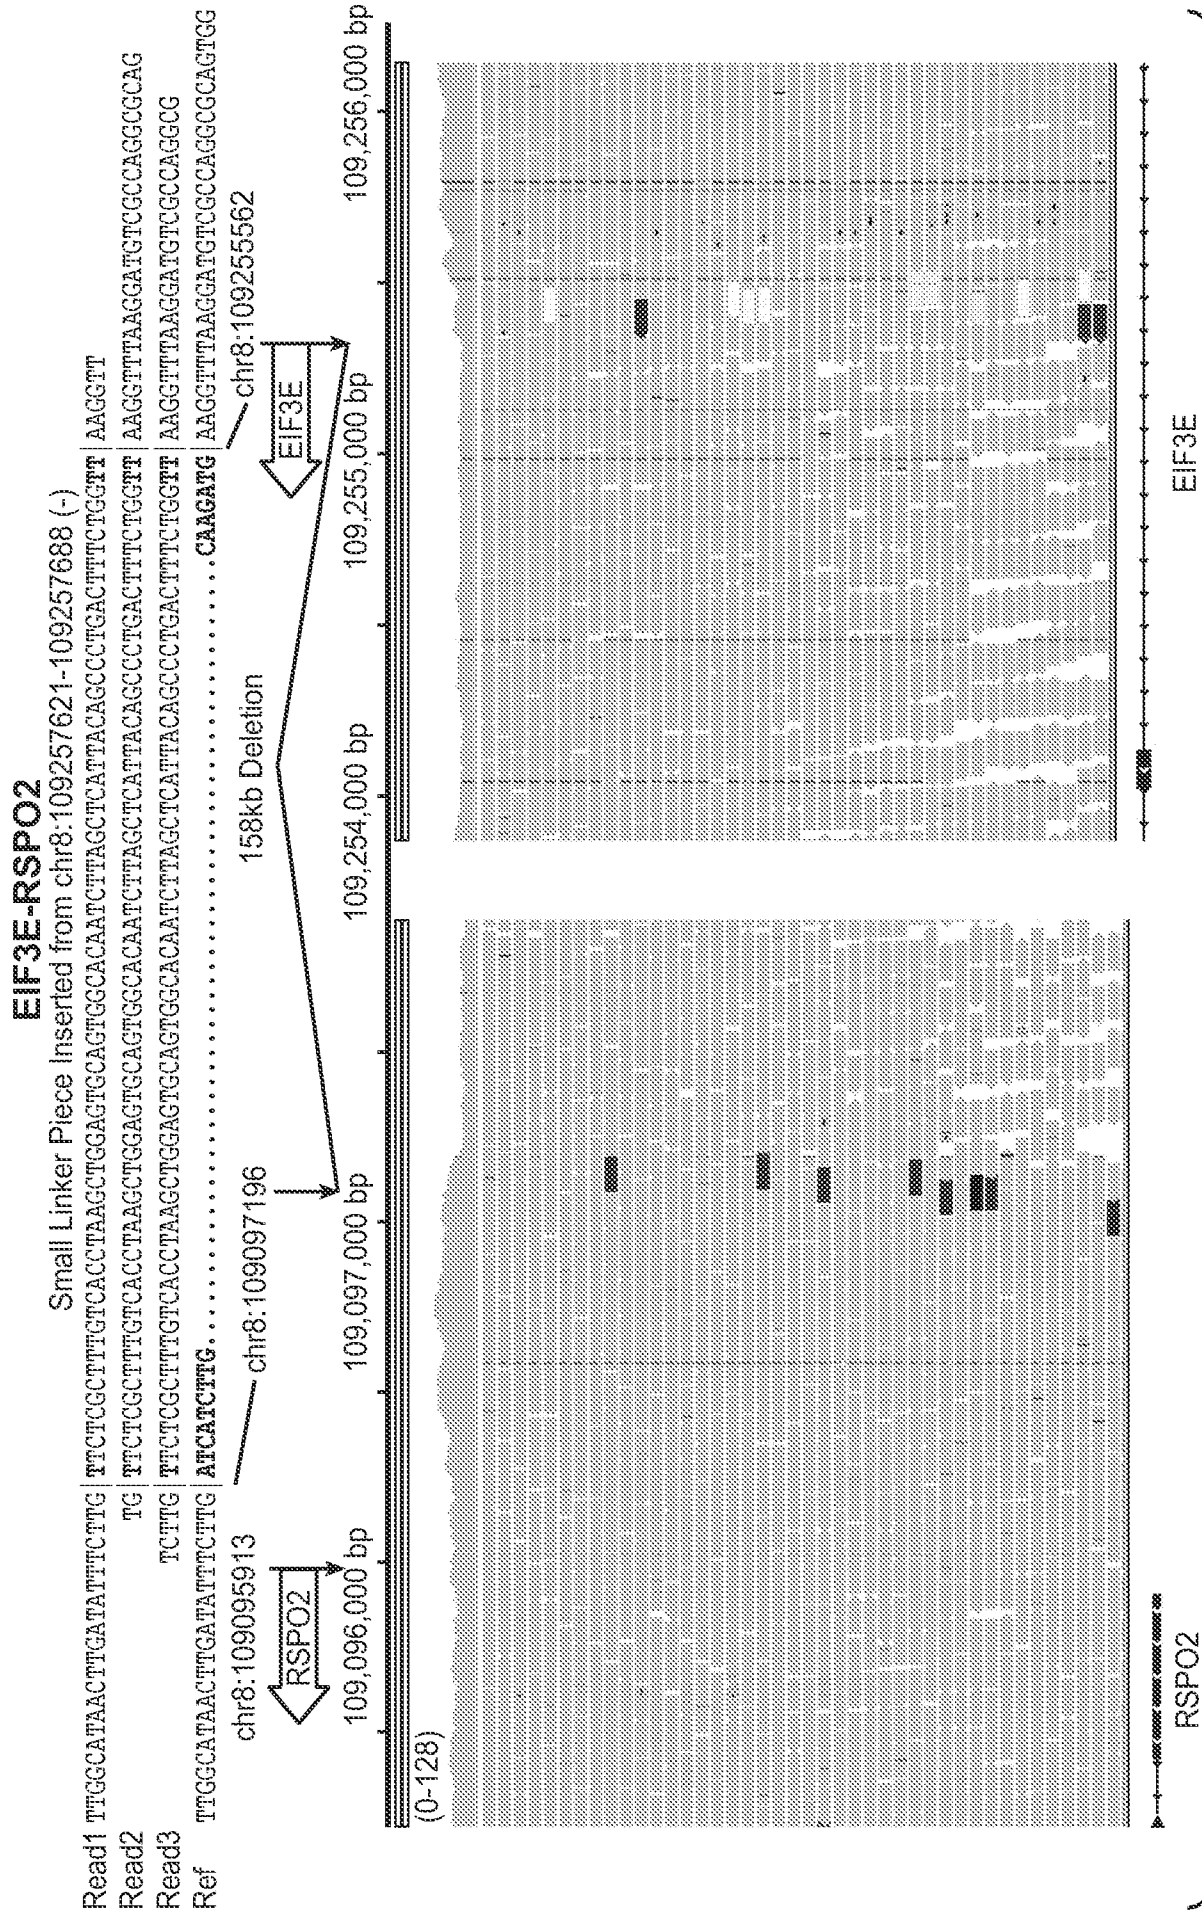 EIF3E-RSPO2
Small Linker Piece Inserted from chr8:109257621-109257688 (-)
Read1 TTGGCATAACTTGATATTTCTTG TTCTCGCTTTGTCACCTAAGCTGGAGTGCAGTGGCACAATCTTAGCTCATTACAGCCCTGACTTTCTGGTT AAGGTT
Read2 TG TTCTCGCTTTGTCACCTAAGCTGGAGTGCAGTGGCACAATCTTAGCTCATTACAGCCCTGACTTTCTGGTT AAGGTTTAAGGATGTCGCCAGGCGCAG
Read3 TCTTG TTCTCGCTTTGTCACCTAAGCTGGAGTGCAGTGGCACAATCTTAGCTCATTACAGCCCTGACTTTCTGGTT AAGGTTTAAGGATGTCGCCAGGCG
Ref TTGGCATAACTTGATATTTCTTG ATCATCTTG.......................................................CAAGATG AAGGTTTAAGGATGTCGCCAGGCGCAGTGG
chr8:109095913
chr8:109097196
158kb Deletion
chr8:109255562
RSPO2
EIF3E
109,096,000 bp
109,097,000 bp
109,254,000 bp
109,255,000 bp
109,256,000 bp
(0-128)
RSPO2
EIF3E